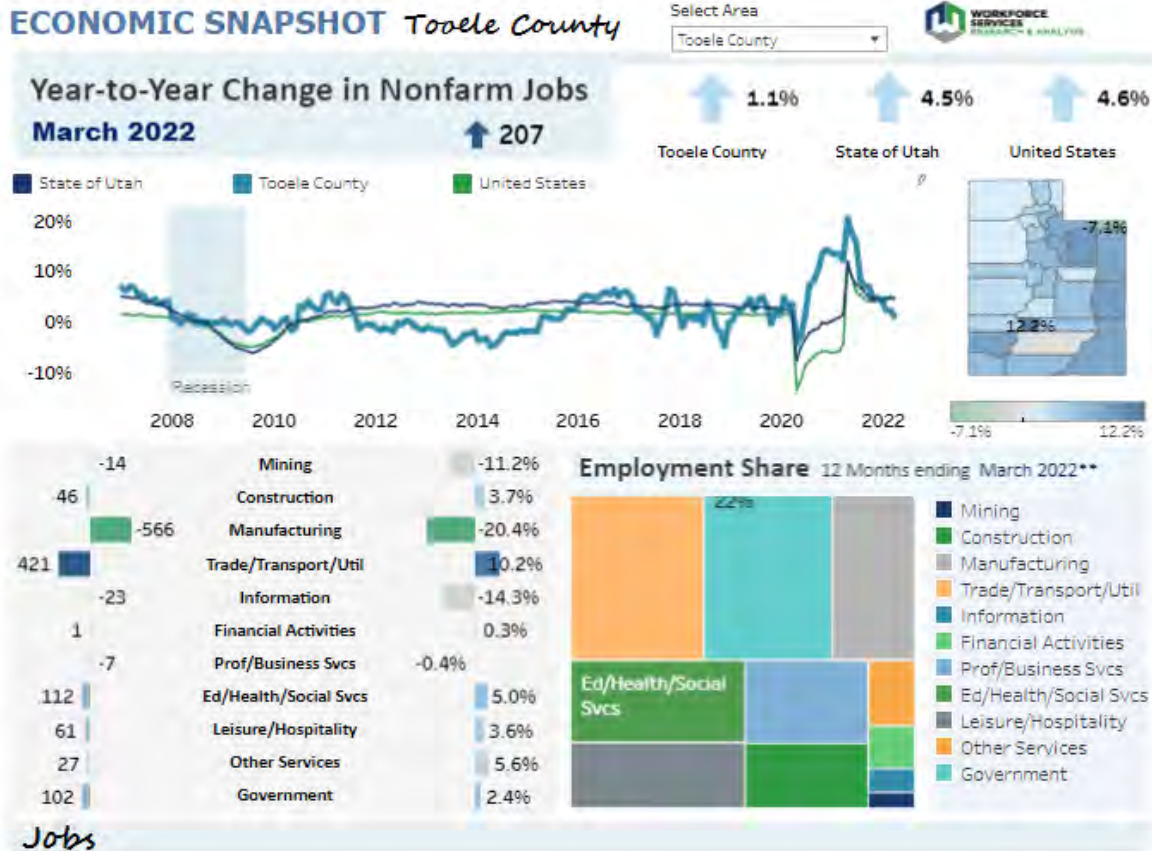 ECONOMIC SNAPSHOT Tooele County
Select Area
Tooele County
WORKFORCE
SERVICES
RESEARCH & ANALYSIS
Year-to-Year Change in Nonfarm Jobs
March 2022 207
1.1% 4.5% 4.6%
Tooele County State of Utah United States
State of Utah Tooele County United States
20%
10%
0%
-10%
Recession
2008 2010 2012 2014 2016 2018 2020 2022
-7.1%
12.2%
-7.1% 12.2%
-14 Mining -11.2%
46 Construction 3.7%
-566 Manufacturing -20.4%
421 Trade/Transport/Util 10.2%
-23 Information -14.3%
1 Financial Activities 0.3%
-7 Prof/Business Svcs -0.4%
112 Ed/Health/Social Svcs 5.0%
61 Leisure/Hospitality 3.6%
27 Other Services 5.6%
102 Government 2.4%
Employment Share 12 Months ending March 2022**
22%
Ed/Health/Social
Svcs
Mining
Construction
Manufacturing
Trade/Transport/Util
Information
Financial Activities
Prof/Business Svcs
Ed/Health/Social Svcs
Leisure/Hospitality
Other Services
Government
Jobs